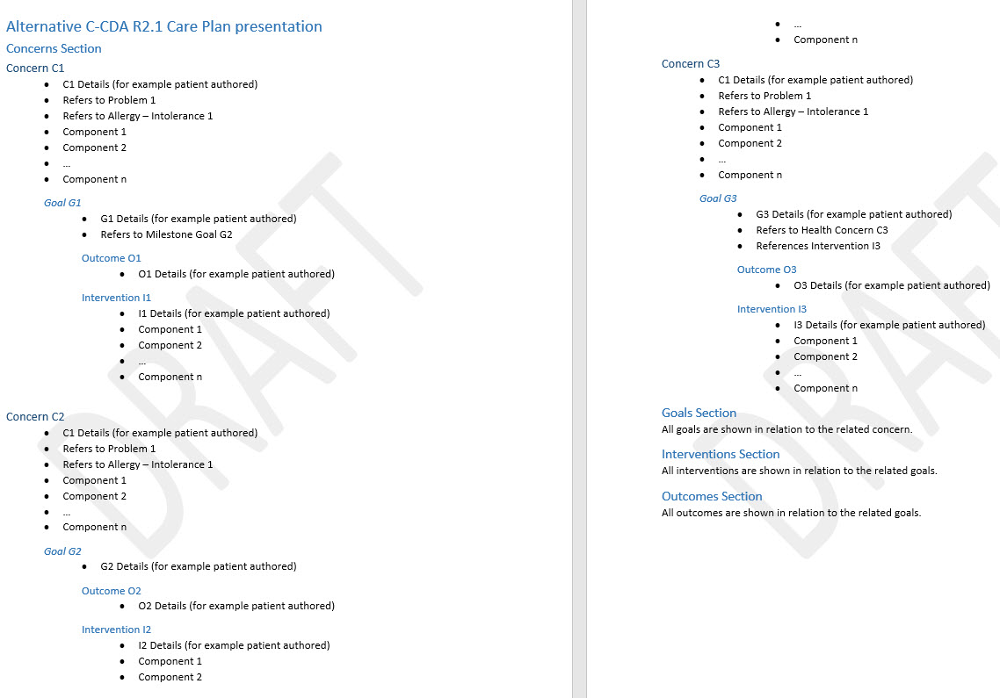 Alternative C-CDA R2.1 Care Plan presentation
Concerns Section
Concern C1
• C1 Details (for example patient authored)
• Refers to Problem 1
• Refers to Allergy – Intolerance 1
• Component 1
• Component 2
• ...
• Component n
Goal G1
• G1 Details (for example patient authored)
• Refers to Milestone Goal G2
Outcome O1
• O1 Details (for example patient authored)
Intervention I1
• I1 Details (for example patient authored)
• Component 1
• Component 2
• ...
• Component n
Concern C2
• C1 Details (for example patient authored)
• Refers to Problem 1
• Refers to Allergy – Intolerance 1
• Component 1
• Component 2
• ...
• Component n
Goal G2
• G2 Details (for example patient authored)
Outcome O2
• O2 Details (for example patient authored)
Intervention I2
• I2 Details (for example patient authored)
• Component 1
• Component 2
DRAFT
• ...
• Component n
Concern C3
• C1 Details (for example patient authored)
• Refers to Problem 1
• Refers to Allergy – Intolerance 1
• Component 1
• Component 2
• ...
• Component n
Goal G3
• G3 Details (for example patient authored)
• Refers to Health Concern C3
• References Intervention I3
Outcome O3
• O3 Details (for example patient authored)
Intervention I3
• I3 Details (for example patient authored)
• Component 1
• Component 2
• ...
• Component n
Goals Section
All goals are shown in relation to the related concern.
Interventions Section
All interventions are shown in relation to the related goals.
Outcomes Section
All outcomes are shown in relation to the related goals.
DRAFT